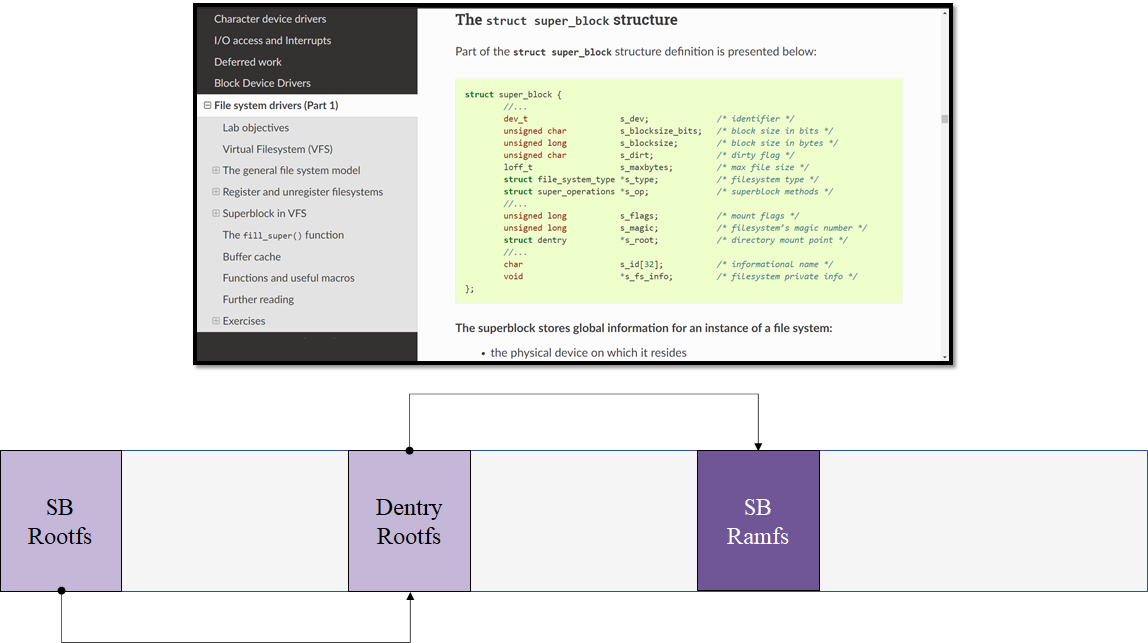 Character device drivers
I/O access and Interrupts
Deferred work
Block Device Drivers
File system drivers (Part 1)
Lab objectives
Virtual Filesystem (VFS)
The general file system model
Register and unregister filesystems
Superblock in VFS
The fill_super() function
Buffer cache
Functions and useful macros
Further reading
Exercises
The struct super_block structure
Part of the struct super_block structure definition is presented below:
struct super_block {
//...
dev_t s_dev; /* identifier */
unsigned char s_blocksize_bits; /* block size in bits */
unsigned long s_blocksize; /* block size in bytes */
unsigned char s_dirt; /* dirty flag */
loff_t s_maxbytes; /* max file size */
struct file_system_type *s_type; /* filesystem type */
struct super_operations *s_op; /* superblock methods */
//...
unsigned long s_flags; /* mount flags */
unsigned long s_magic; /* filesystem's magic number */
struct dentry *s_root; /* directory mount point */
//...
char s_id[32]; /* informational name */
void *s_fs_info; /* filesystem private info */
};
The superblock stores global information for an instance of a file system:
• the physical device on which it resides
SB
Rootfs
Dentry
Rootfs
SB
Ramfs